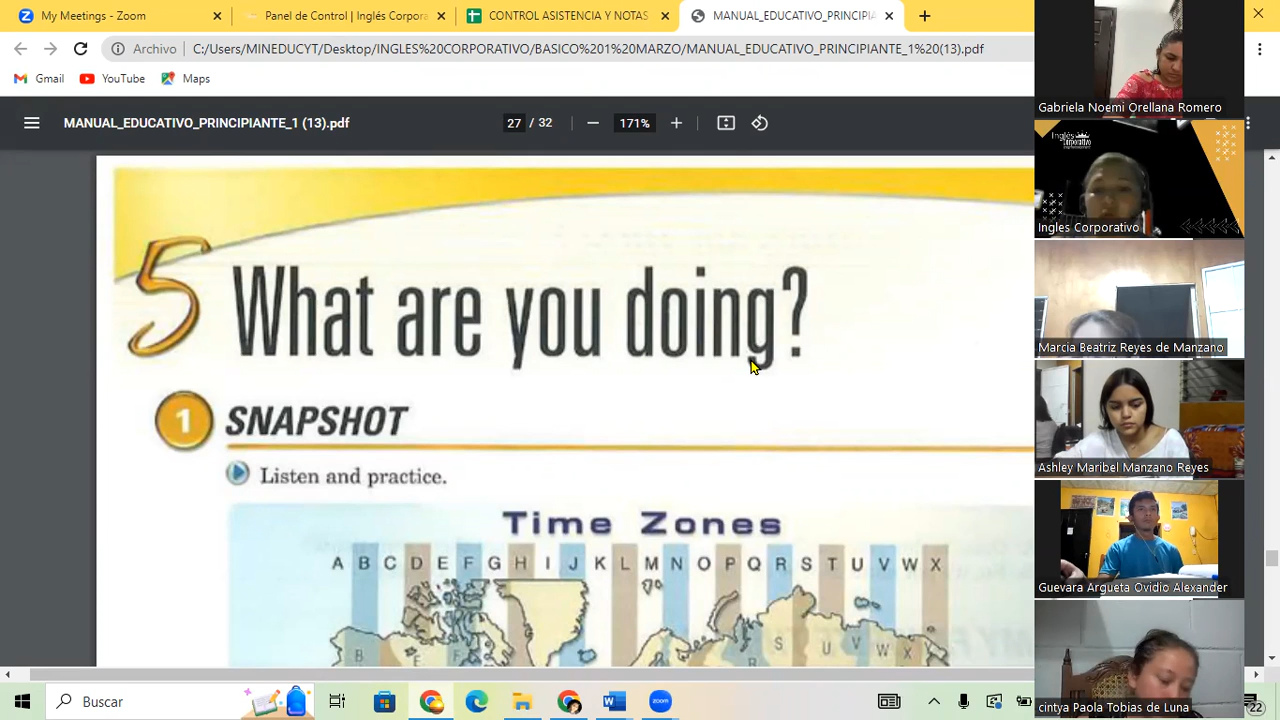 My Meetings - Zoom
Panel de Control | Inglés Corpora
CONTROL ASISTENCIA Y NOTAS
MANUAL_EDUCATIVO_PRINCIPIA
Archivo
C:/Users/MINEDUCYT/Desktop/INGLES%20CORPORATIVO/BASICO%201%20MARZO/MANUAL_EDUCATIVO_PRINCIPIANTE_1%20(13).pdf
Gmail
YouTube
Maps
MANUAL_EDUCATIVO_PRINCIPIANTE_1 (13).pdf
27 / 32
171%
5 What are you doing?
1 SNAPSHOT
Listen and practice.
Time Zones
A B C D E F G H I J K L M N O P Q R S T U V W X
B E F R S U V W X
Gabriela Noemi Orellana Romero
Inglés
Corporativo
Ingles Corporativo
Marcia Beatriz Reyes de Manzano
Ashley Maribel Manzano Reyes
Guevara Argueta Ovidio Alexander
cintya Paola Tobias de Luna
Buscar
zoom
22